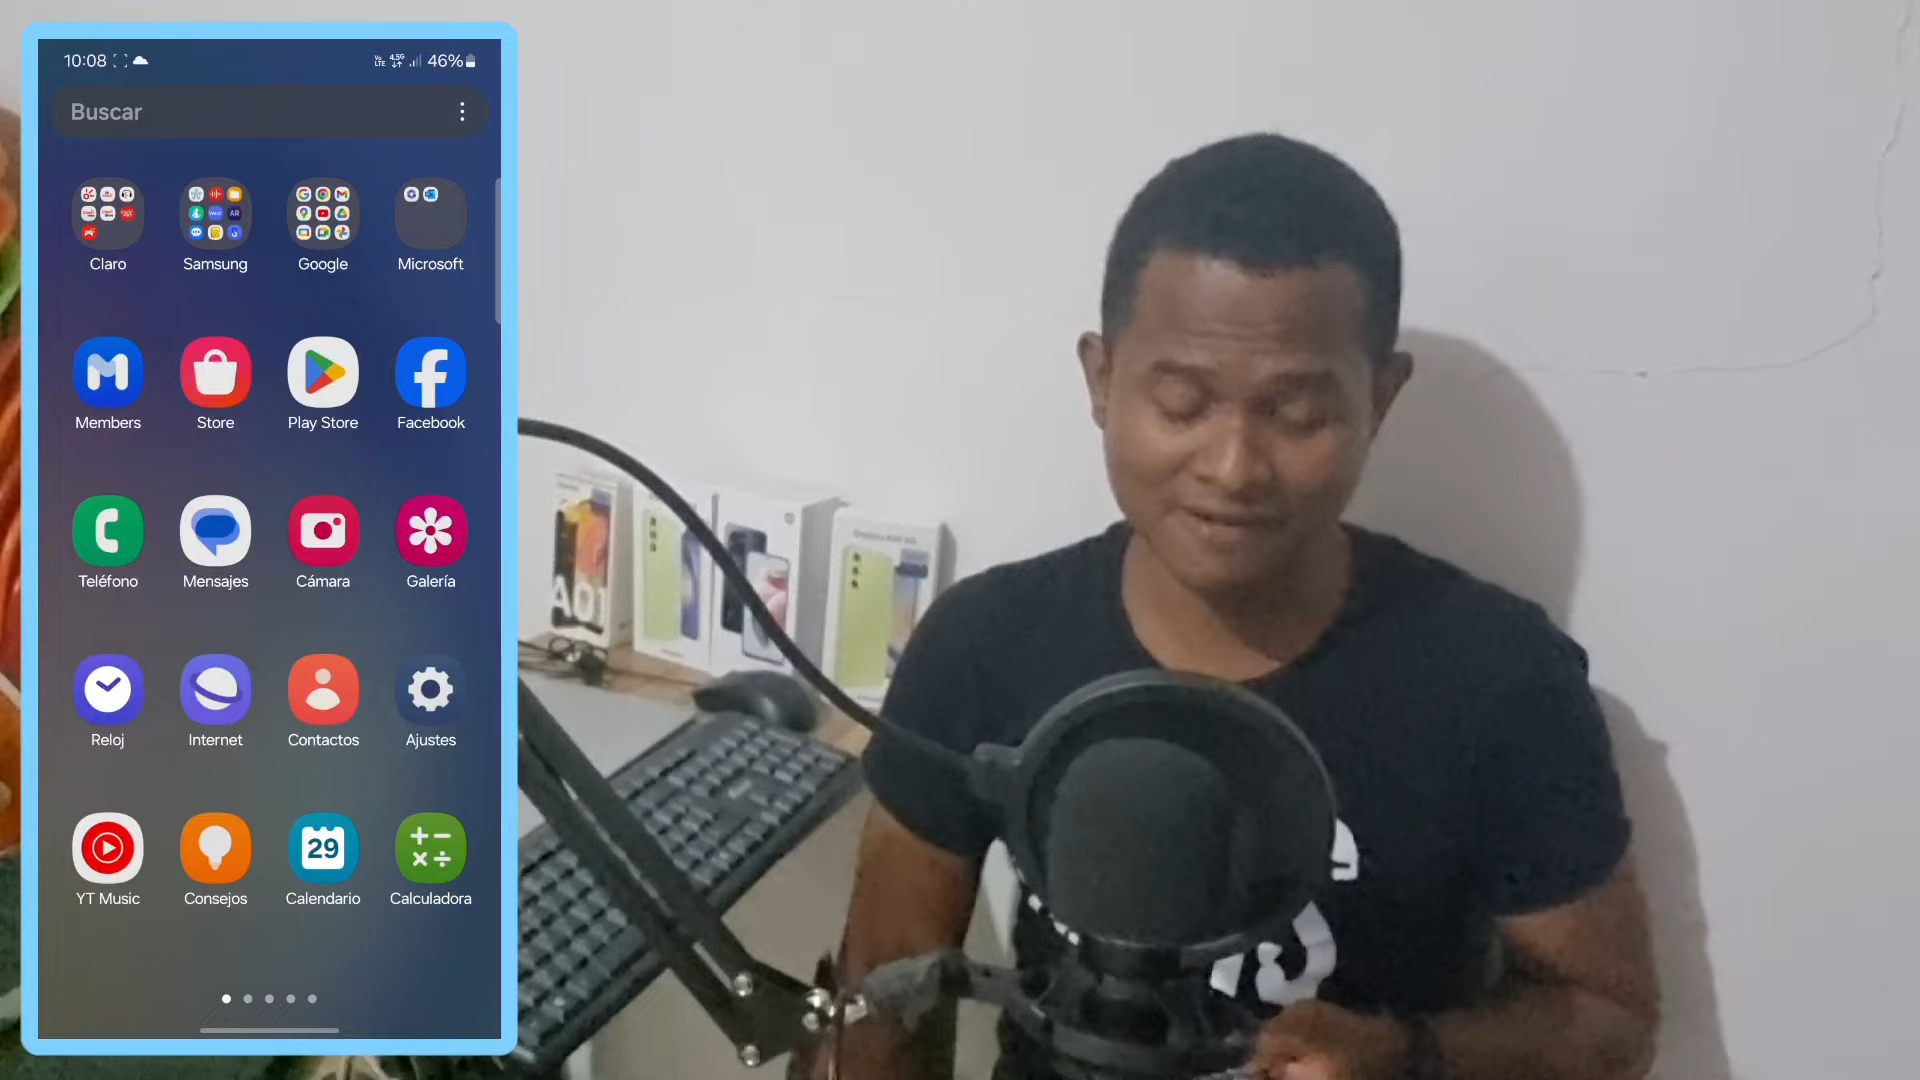 10:08 46%
Buscar
Claro Samsung Google Microsoft
Members Store Play Store Facebook
Teléfono Mensajes Cámara Galería
Reloj Internet Contactos Ajustes
29
YT Music Consejos Calendario Calculadora
A01